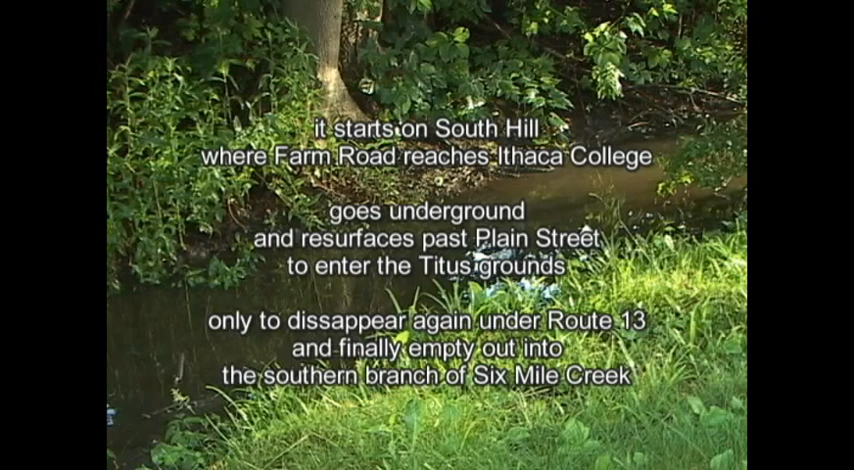 it starts on South Hill
where Farm Road reaches Ithaca College
goes underground
and resurfaces past Plain Street
to enter the Titus grounds
only to dissappear again under Route 13
and finally empty out into
the southern branch of Six Mile Creek